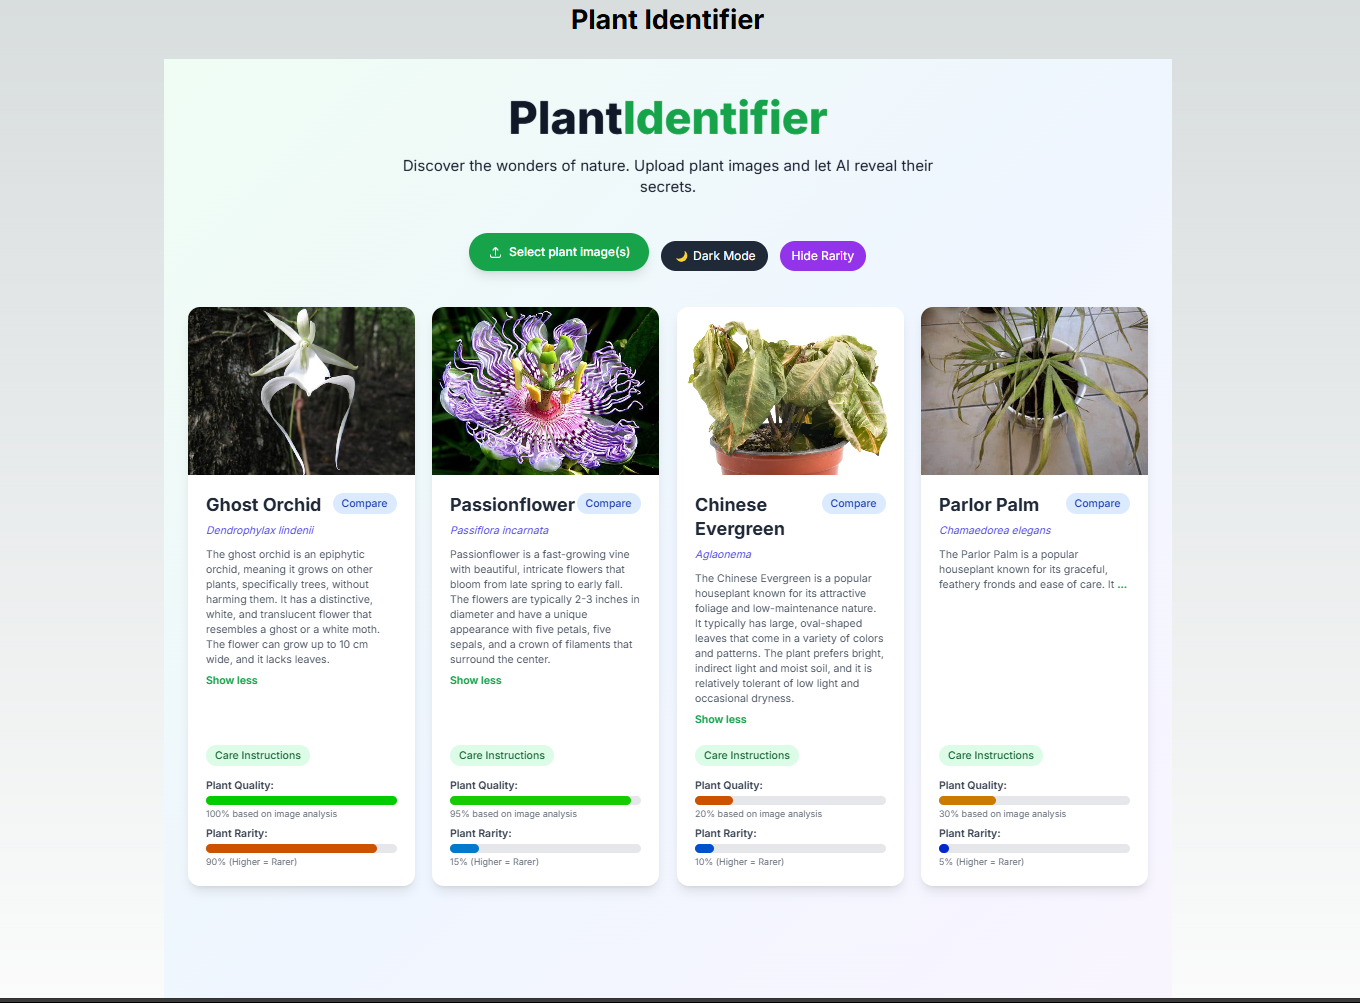 Plant Identifier
PlantIdentifier
Discover the wonders of nature. Upload plant images and let AI reveal their
secrets.
Select plant image(s)
🌙 Dark Mode
Hide Rarity
Ghost Orchid
Compare
Dendrophylax lindenii
The ghost orchid is an epiphytic
orchid, meaning it grows on other
plants, specifically trees, without
harming them. It has a distinctive,
white, and translucent flower that
resembles a ghost or a white moth.
The flower can grow up to 10 cm
wide, and it lacks leaves.
Show less
Care Instructions
Plant Quality:
100% based on image analysis
Plant Rarity:
90% (Higher = Rarer)
Passionflower
Compare
Passiflora incarnata
Passionflower is a fast-growing vine
with beautiful, intricate flowers that
bloom from late spring to early fall.
The flowers are typically 2-3 inches in
diameter and have a unique
appearance with five petals, five
sepals, and a crown of filaments that
surround the center.
Show less
Care Instructions
Plant Quality:
95% based on image analysis
Plant Rarity:
15% (Higher = Rarer)
Chinese
Evergreen
Compare
Aglaonema
The Chinese Evergreen is a popular
houseplant known for its attractive
foliage and low-maintenance nature.
It typically has large, oval-shaped
leaves that come in a variety of colors
and patterns. The plant prefers bright,
indirect light and moist soil, and it is
relatively tolerant of low light and
occasional dryness.
Show less
Care Instructions
Plant Quality:
20% based on image analysis
Plant Rarity:
10% (Higher = Rarer)
Parlor Palm
Compare
Chamaedorea elegans
The Parlor Palm is a popular
houseplant known for its graceful,
feathery fronds and ease of care. It ...
Care Instructions
Plant Quality:
30% based on image analysis
Plant Rarity:
5% (Higher = Rarer)